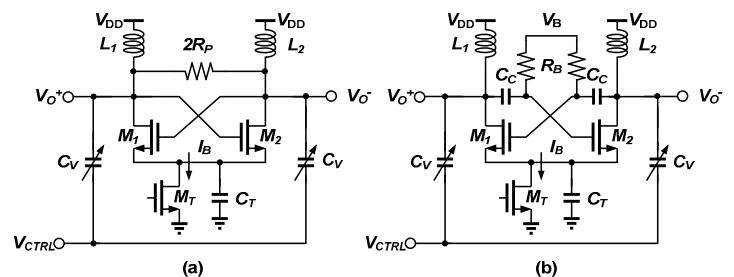 VDD VDD VDD VDD
L1 2RP L2 L1 VB L2
RB
CC CC
VO+ VO- VO+ VO-
M1 M2 M1 M2
CV IB CV CV IB CV
MT CT MT CT
VCTRL VCTRL
(a) (b)